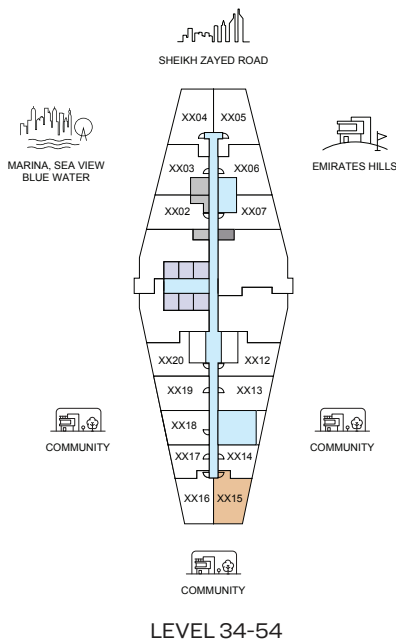 SHEIKH ZAYED ROAD
XX04 XX05
MARINA, SEA VIEW
BLUE WATER
EMIRATES HILLS
XX03 XX06
XX02 XX07
XX20 XX12
XX19 XX13
XX18
COMMUNITY
COMMUNITY
XX17 XX14
XX16 XX15
COMMUNITY
LEVEL 34-54